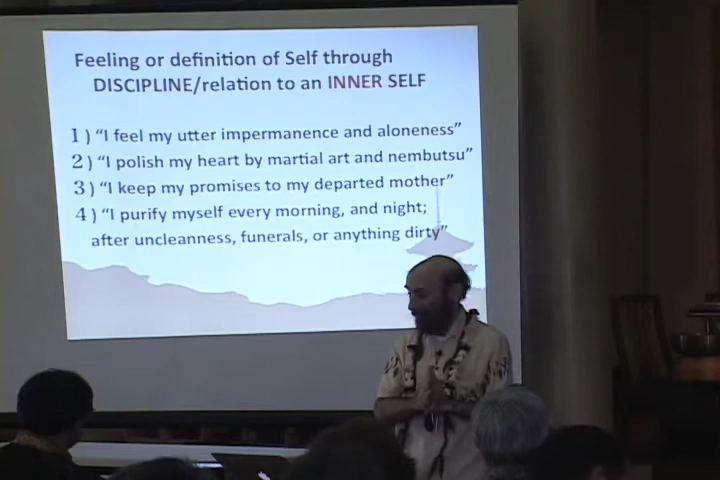 Feeling or definition of Self through
DISCIPLINE/relation to an INNER SELF
1 ) “I feel my utter impermanence and aloneness”
2 ) “I polish my heart by martial art and nembutsu”
3 ) “I keep my promises to my departed mother”
4 ) “I purify myself every morning, and night;
after uncleanness, funerals, or anything dirty”